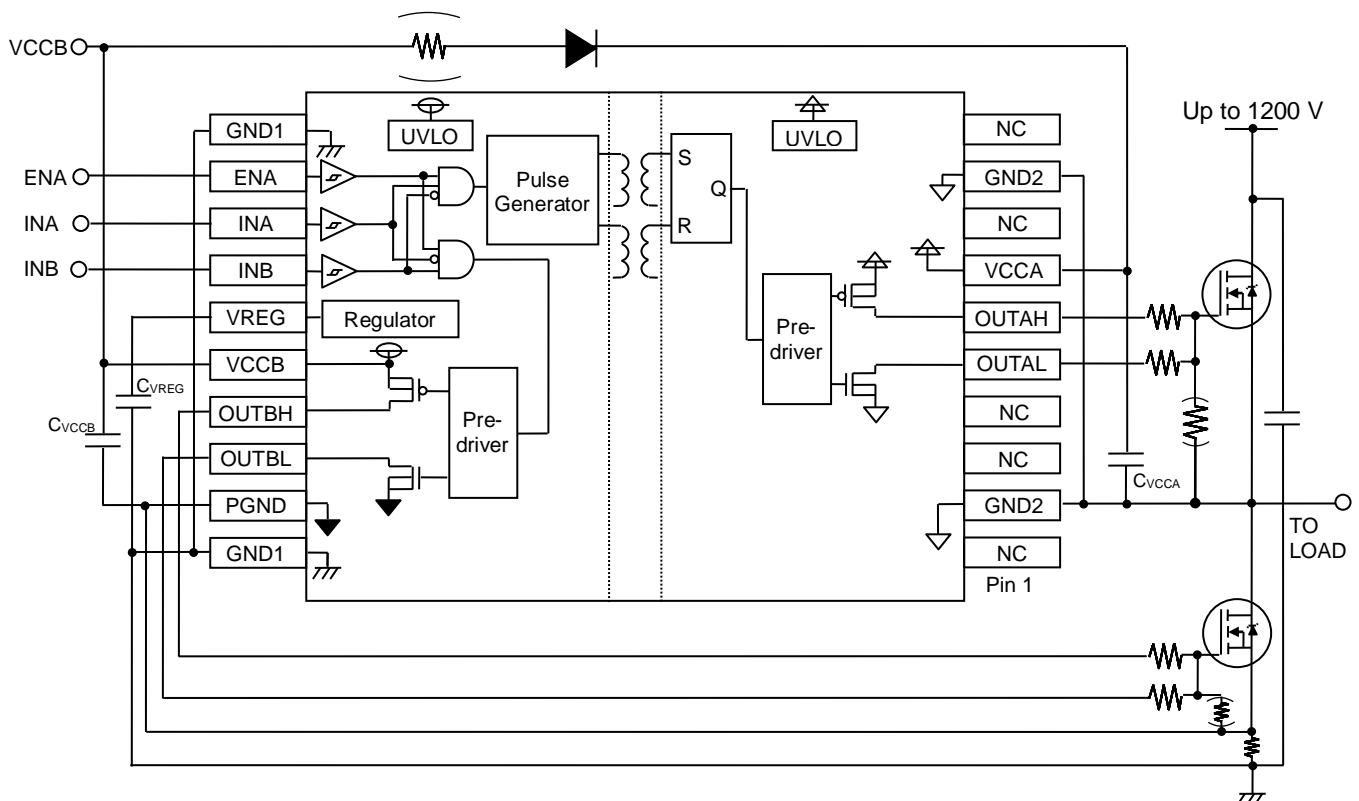 VCCB
Up to 1200 V
GND1
UVLO
UVLO
NC
ENA
ENA
Pulse
Generator
S
Q
R
GND2
INA
INA
NC
INB
INB
VCCA
VREG
Regulator
Pre-
driver
OUTAH
VCCB
OUTAL
CVREG
OUTBH
Pre-
driver
NC
CVCCB
OUTBL
NC
CVCCA
PGND
GND2
TO
LOAD
GND1
NC
Pin 1